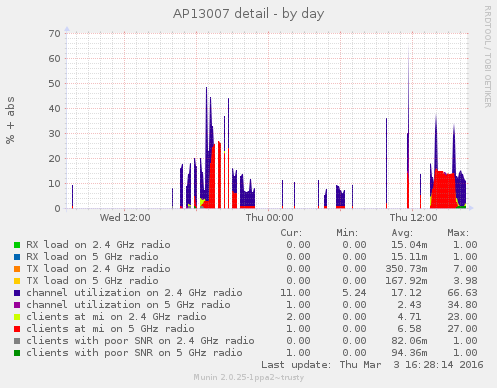 AP13007 detail - by day
RRDTOOL / TOBI OETIKER
% + abs
70
60
50
40
30
20
10
0
Wed 12:00 Thu 00:00 Thu 12:00
Cur: Min: Avg: Max:
RX load on 2.4 GHz radio 0.00 0.00 15.04m 1.00
RX load on 5 GHz radio 0.00 0.00 15.11m 1.00
TX load on 2.4 GHz radio 0.00 0.00 350.73m 7.00
TX load on 5 GHz radio 0.00 0.00 167.92m 3.98
channel utilization on 2.4 GHz radio 11.00 5.24 17.12 66.63
channel utilization on 5 GHz radio 1.00 0.00 2.43 34.80
clients at mi on 2.4 GHz radio 2.00 0.00 4.71 23.00
clients at mi on 5 GHz radio 1.00 0.00 6.58 27.00
clients with poor SNR on 2.4 GHz radio 0.00 0.00 82.06m 1.00
clients with poor SNR on 5 GHz radio 1.00 0.00 94.36m 1.00
Last update: Thu Mar 3 16:28:14 2016
Munin 2.0.25-1ppa2~trusty